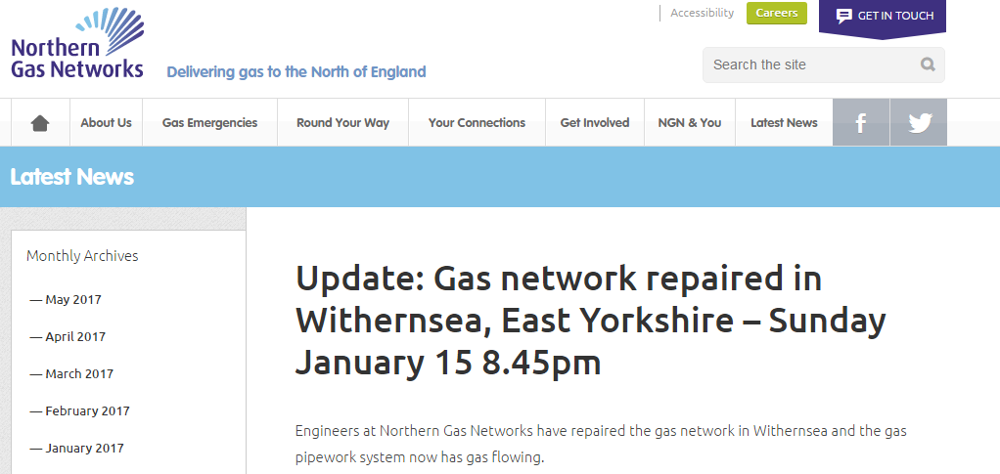 Northern
Gas Networks
Delivering gas to the North of England
Accessibility
Careers
GET IN TOUCH
Search the site
About Us
Gas Emergencies
Round Your Way
Your Connections
Get Involved
NGN & You
Latest News
Latest News
Monthly Archives
— May 2017
— April 2017
— March 2017
— February 2017
— January 2017
Update: Gas network repaired in
Withernsea, East Yorkshire – Sunday
January 15 8.45pm
Engineers at Northern Gas Networks have repaired the gas network in Withernsea and the gas
pipework system now has gas flowing.